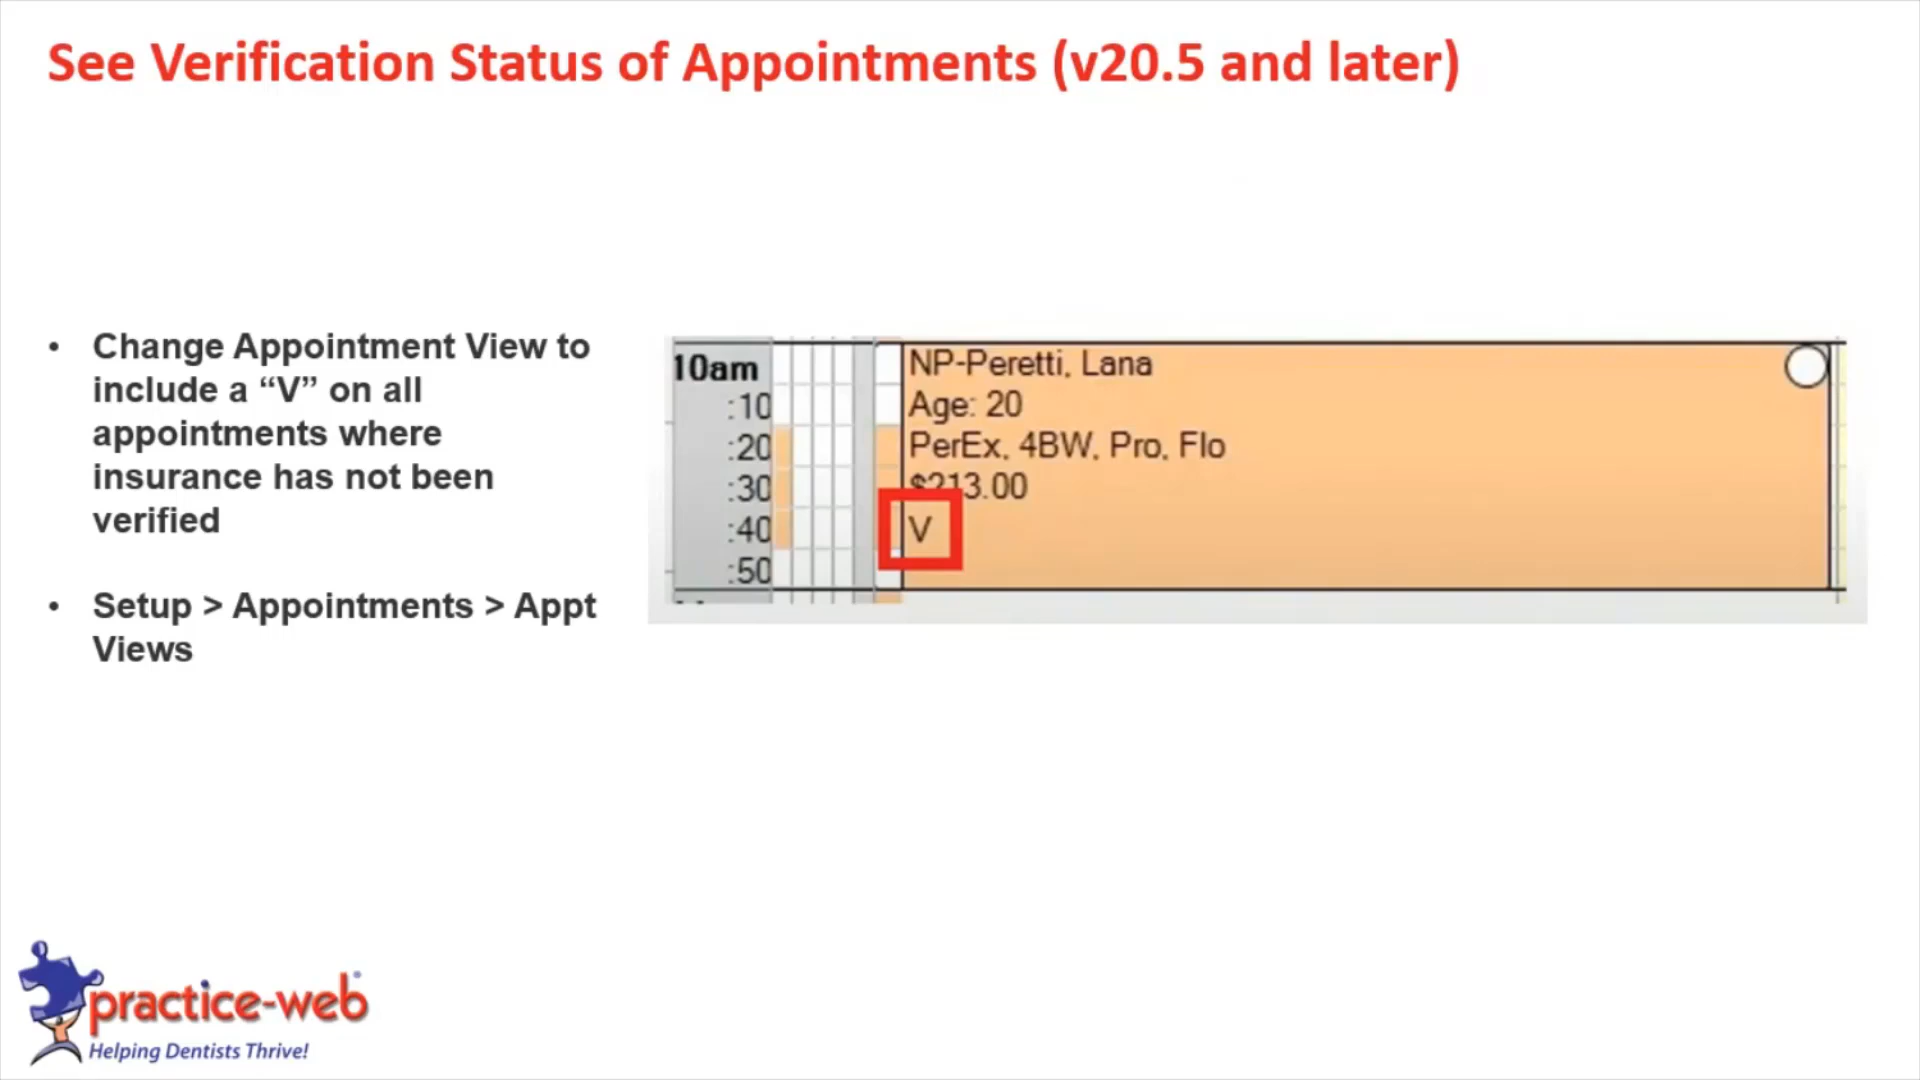 See Verification Status of Appointments (v20.5 and later)
• Change Appointment View to
include a “V” on all
appointments where
insurance has not been
verified
• Setup > Appointments > Appt
Views
10am
:10
:20
:30
:40
:50
NP-Peretti, Lana
Age: 20
PerEx, 4BW, Pro, Flo
$213.00
V
practice-web
Helping Dentists Thrive!